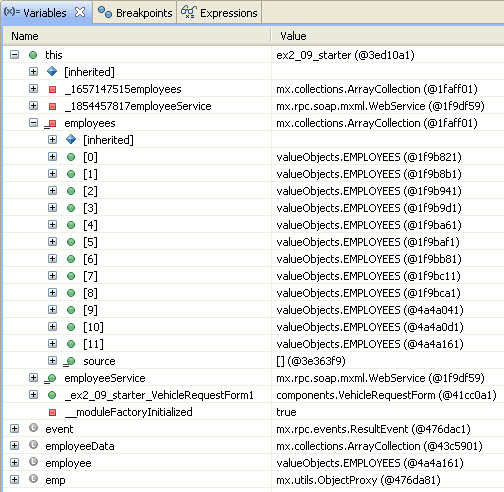 (x)= Variables Breakpoints Expressions
Name Value
this ex2_09_starter (@3ed10a1)
[inherited]
_1657147515employees mx.collections.ArrayCollection (@1faff01)
_1854457817employeeService mx.rpc.soap.mxml.WebService (@1f9df59)
employees mx.collections.ArrayCollection (@1faff01)
[inherited]
[0] valueObjects.EMPLOYEES (@1f9b821)
[1] valueObjects.EMPLOYEES (@1f9b8b1)
[2] valueObjects.EMPLOYEES (@1f9b941)
[3] valueObjects.EMPLOYEES (@1f9b9d1)
[4] valueObjects.EMPLOYEES (@1f9ba61)
[5] valueObjects.EMPLOYEES (@1f9baf1)
[6] valueObjects.EMPLOYEES (@1f9bb81)
[7] valueObjects.EMPLOYEES (@1f9bc11)
[8] valueObjects.EMPLOYEES (@1f9bca1)
[9] valueObjects.EMPLOYEES (@4a4a041)
[10] valueObjects.EMPLOYEES (@4a4a0d1)
[11] valueObjects.EMPLOYEES (@4a4a161)
source [] (@3e363f9)
employeeService mx.rpc.soap.mxml.WebService (@1f9df59)
_ex2_09_starter_VehicleRequestForm1 components.VehicleRequestForm (@41cc0a1)
__moduleFactoryInitialized true
event mx.rpc.events.ResultEvent (@476dac1)
employeeData mx.collections.ArrayCollection (@43c5901)
employee valueObjects.EMPLOYEES (@4a4a161)
emp mx.utils.ObjectProxy (@476da81)